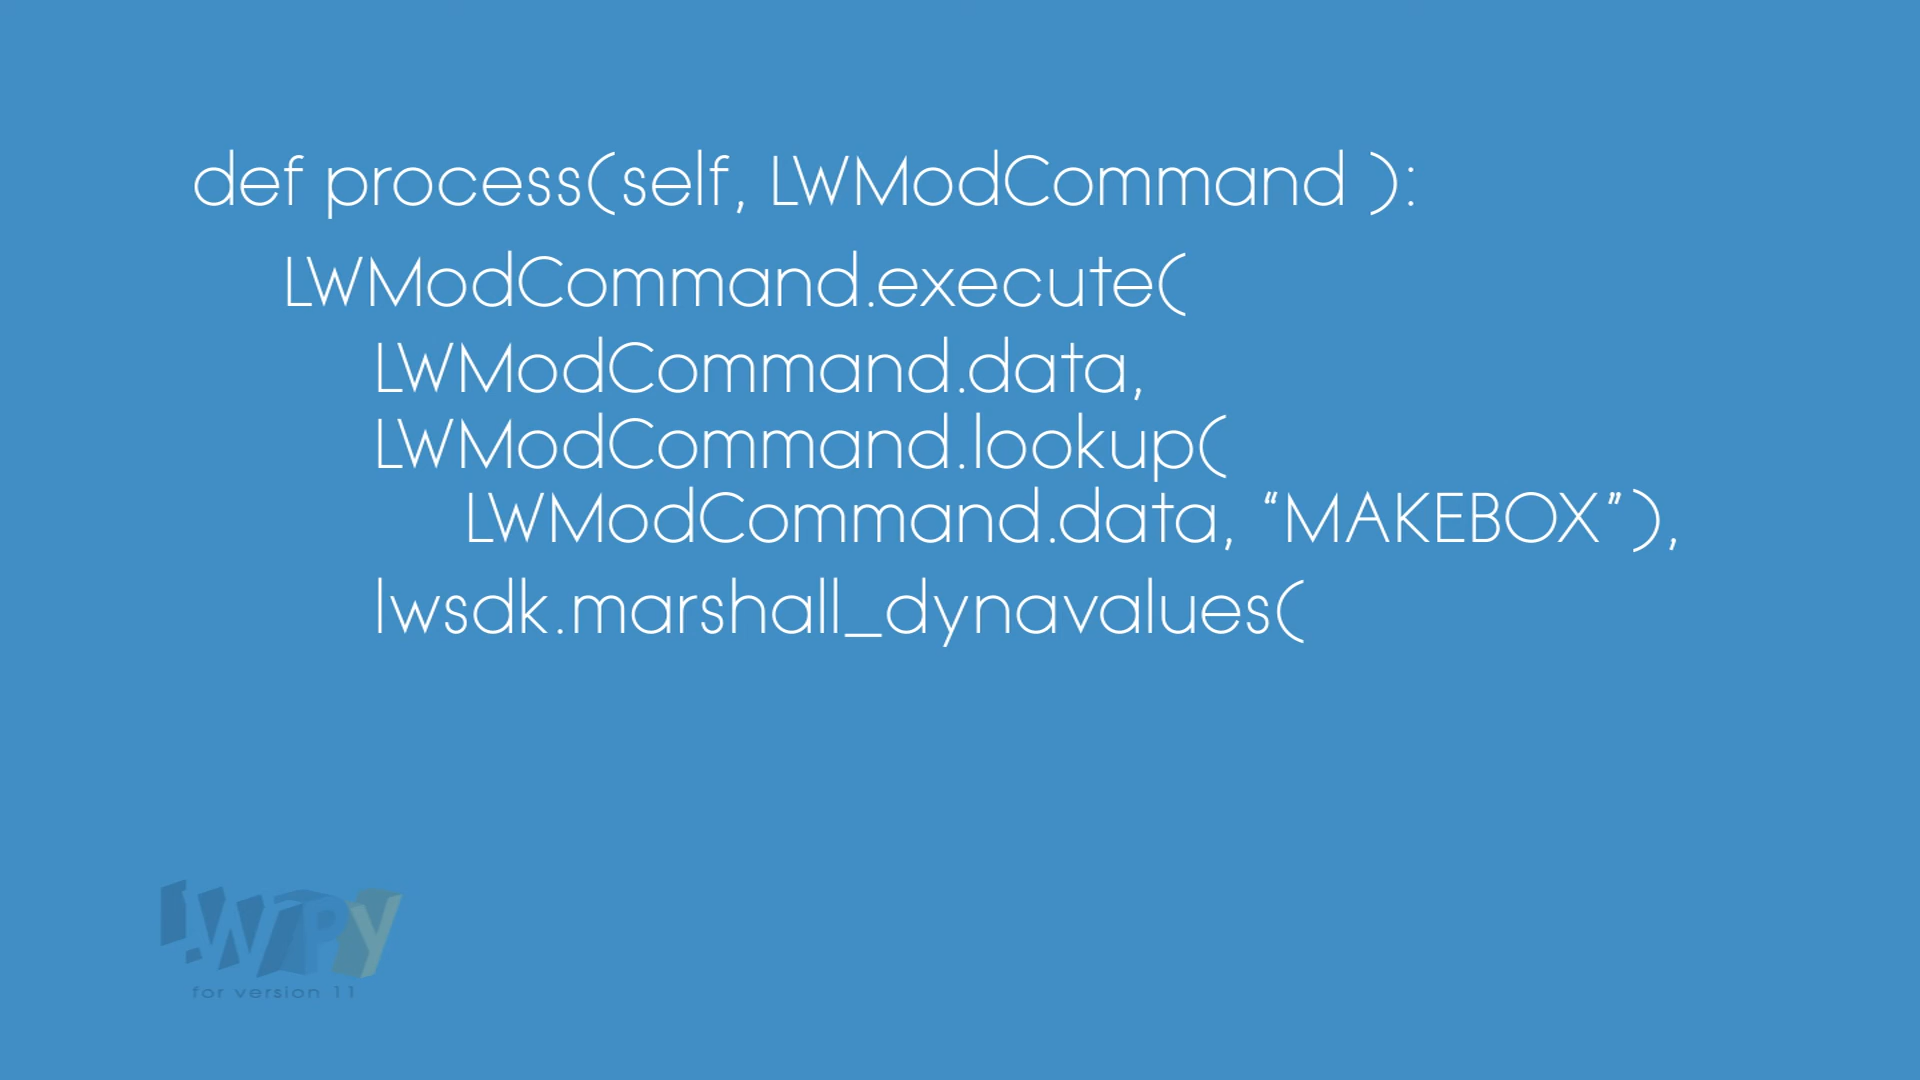 def process(self, LWModCommand ):
LWModCommand.execute(
LWModCommand.data,
LWModCommand.lookup(
LWModCommand.data, “MAKEBOX”),
lwsdk.marshall_dynavalues(
LWPy
for version 11